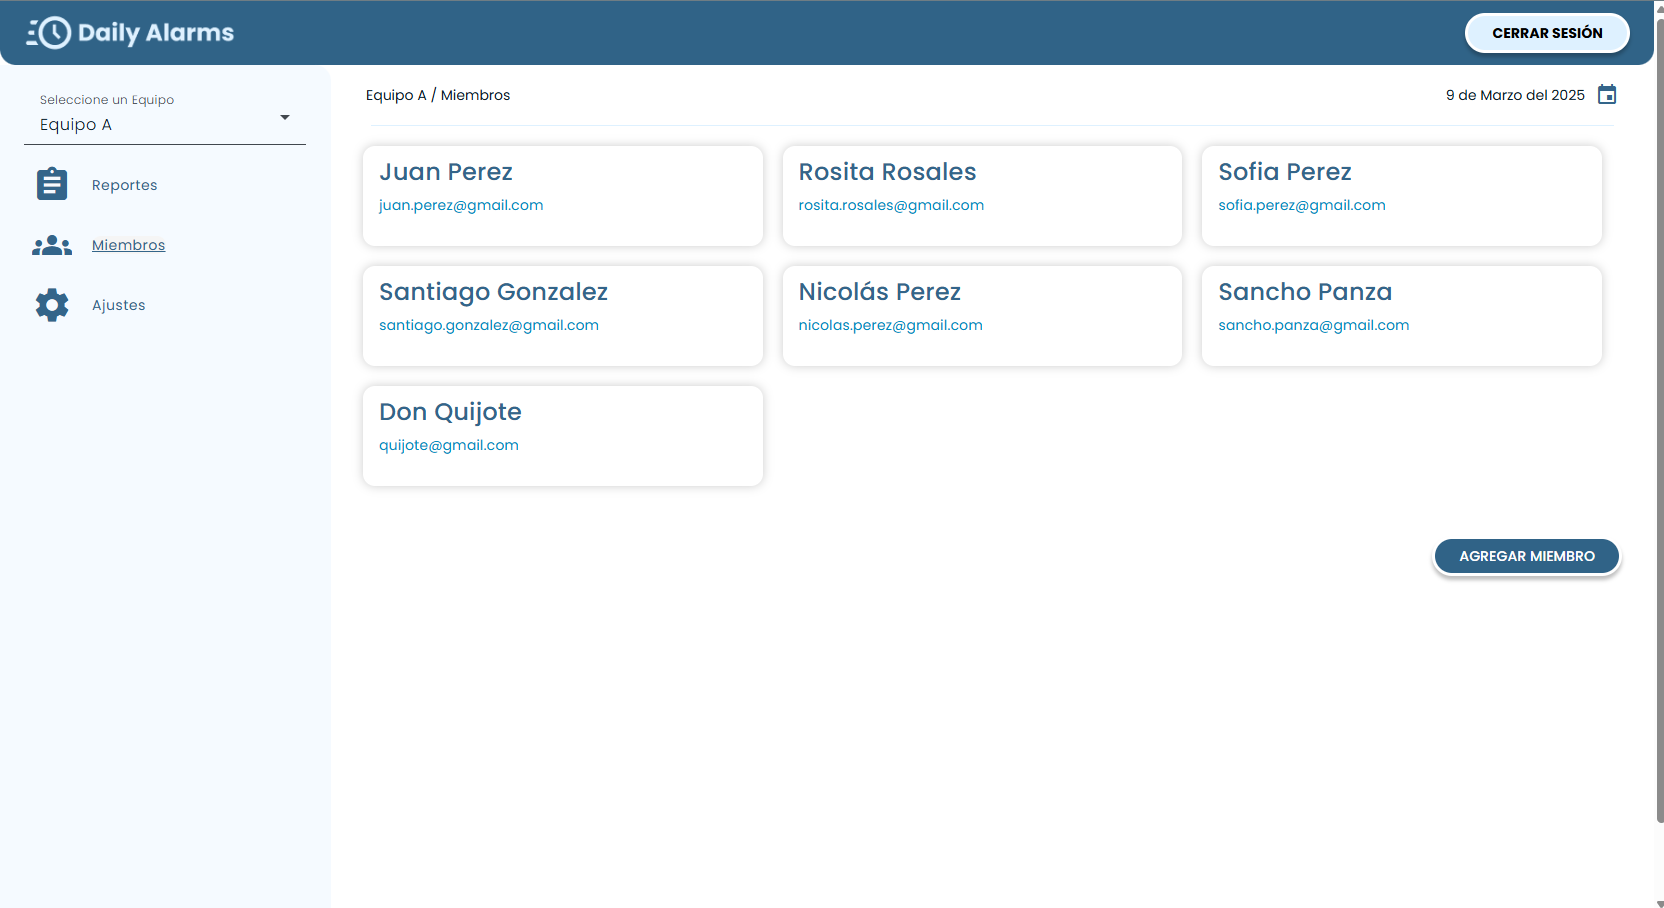 Daily Alarms
CERRAR SESIÓN
Seleccione un Equipo
Equipo A
Reportes
Miembros
Ajustes
Equipo A / Miembros
9 de Marzo del 2025
Juan Perez
juan.perez@gmail.com
Rosita Rosales
rosita.rosales@gmail.com
Sofia Perez
sofia.perez@gmail.com
Santiago Gonzalez
santiago.gonzalez@gmail.com
Nicolás Perez
nicolas.perez@gmail.com
Sancho Panza
sancho.panza@gmail.com
Don Quijote
quijote@gmail.com
AGREGAR MIEMBRO